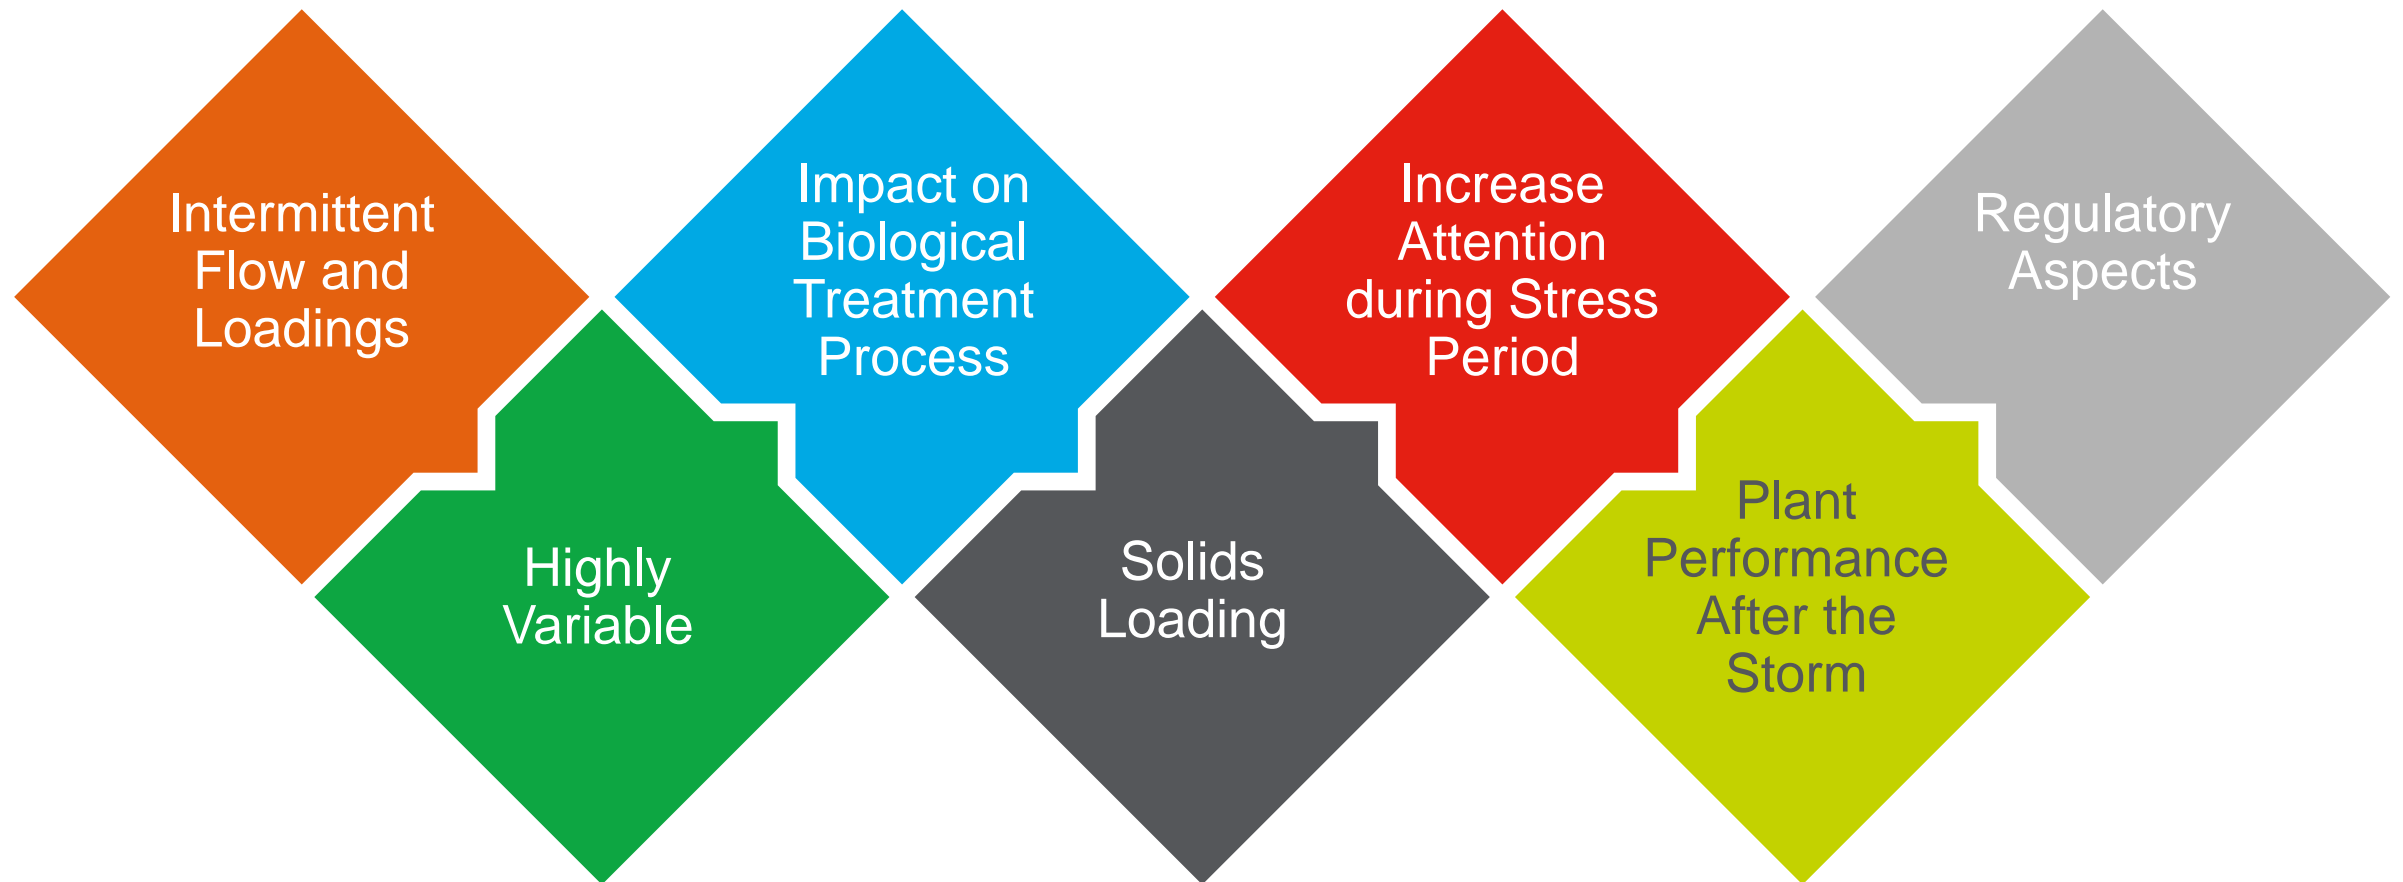 Intermittent
Flow and
Loadings
Highly
Variable
Impact on
Biological
Treatment
Process
Solids
Loading
Increase
Attention
during Stress
Period
Plant
Performance
After the
Storm
Regulatory
Aspects